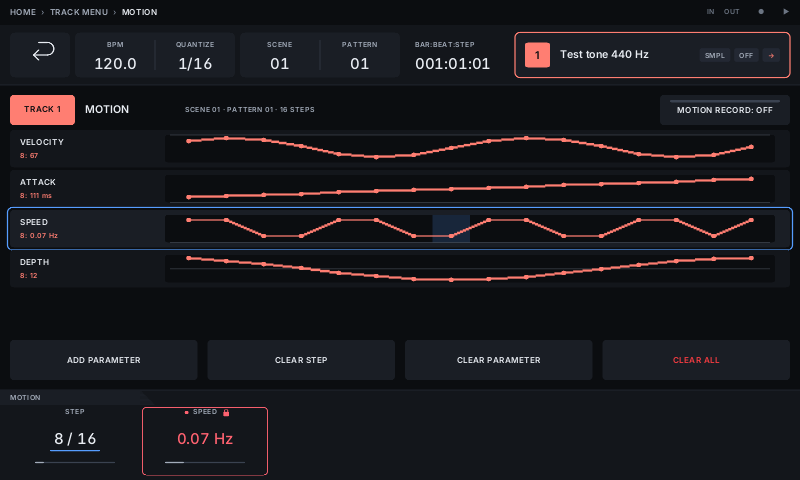 HOME › TRACK MENU › MOTION
IN OUT
BPM
120.0
QUANTIZE
1/16
SCENE
01
PATTERN
01
BAR:BEAT:STEP
001:01:01
1 Test tone 440 Hz SMPL OFF →
TRACK 1 MOTION SCENE 01 · PATTERN 01 · 16 STEPS MOTION RECORD: OFF
VELOCITY
8: 67
ATTACK
8: 111 ms
SPEED
8: 0.07 Hz
DEPTH
8: 12
ADD PARAMETER CLEAR STEP CLEAR PARAMETER CLEAR ALL
MOTION
STEP
8 / 16
SPEED
0.07 Hz